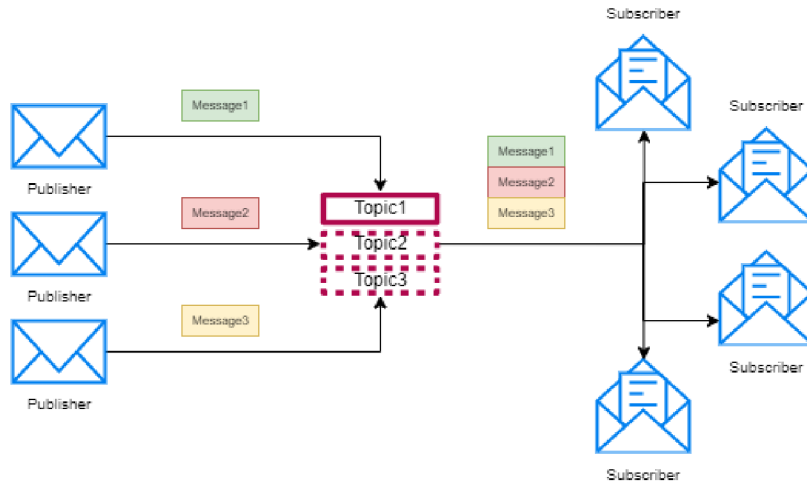 Subscriber
Message1
Publisher
Message2
Publisher
Message3
Publisher
Topic1
Topic2
Topic3
Message1
Message2
Message3
Subscriber
Subscriber
Subscriber